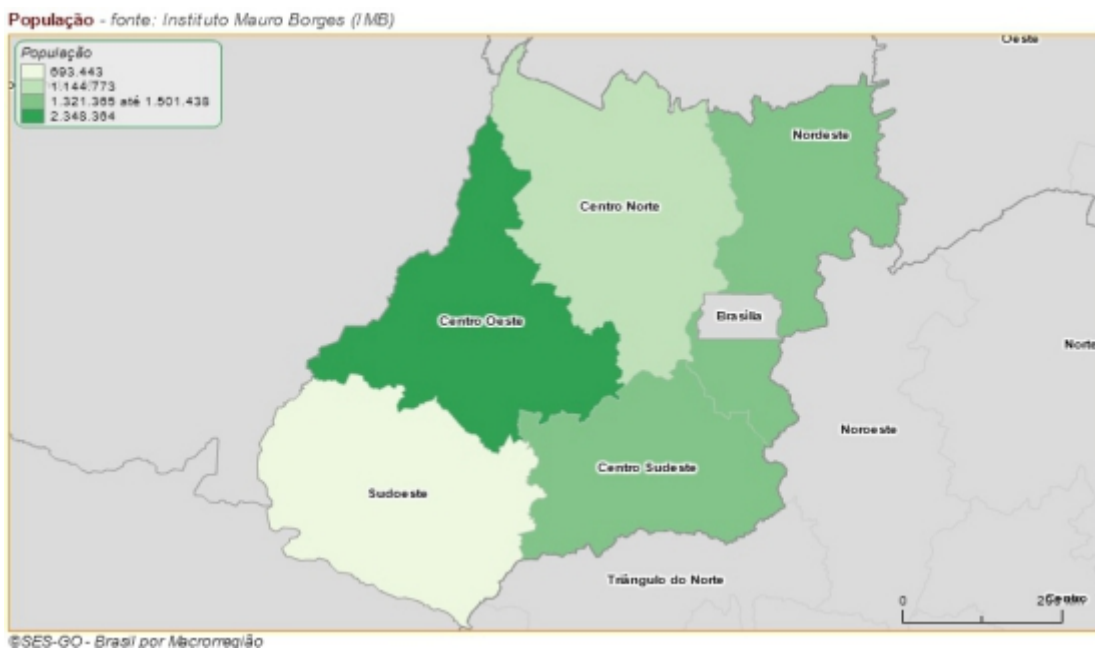 População - fonte: Instituto Mauro Borges (IMB)
Oeste
População
693.443
1.144.773
1.321.365 até 1.501.438
2.348.364
Nordeste
Centro Norte
Brasília
Centro Oeste
Norte
Noroeste
Centro Sudeste
Sudoeste
Triângulo do Norte
Centro
0
km
©SES-GO - Brasil por Macrorregião